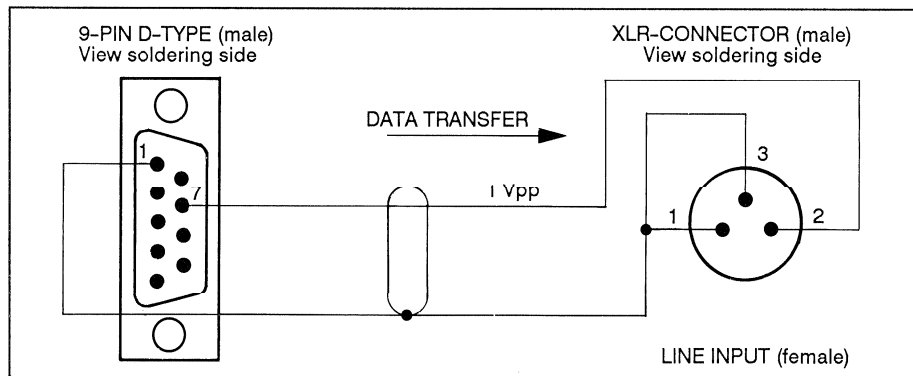 9-PIN D-TYPE (male)
View soldering side
XLR-CONNECTOR (male)
View soldering side
DATA TRANSFER
1
7
1 Vpp
3
1
2
LINE INPUT (female)